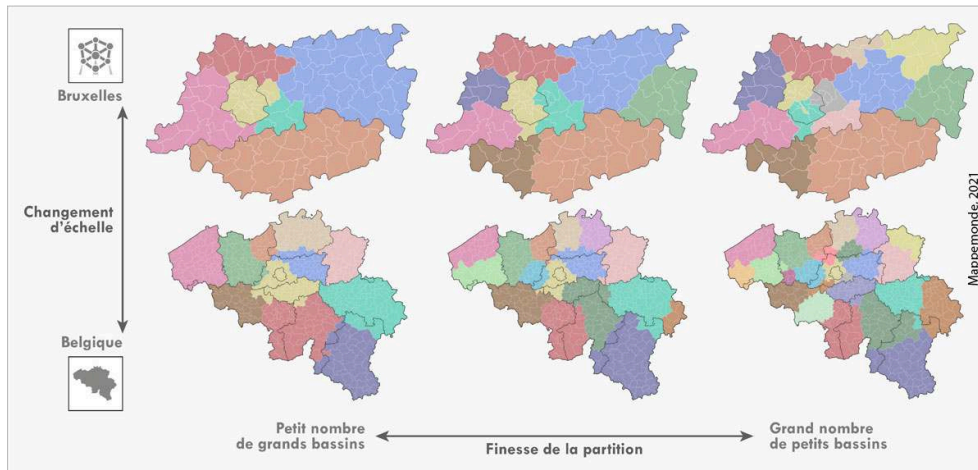 Bruxelles
Changement
d'échelle
Belgique
Petit nombre
de grands bassins
Finesse de la partition
Grand nombre
de petits bassins
Mappemonde, 2021